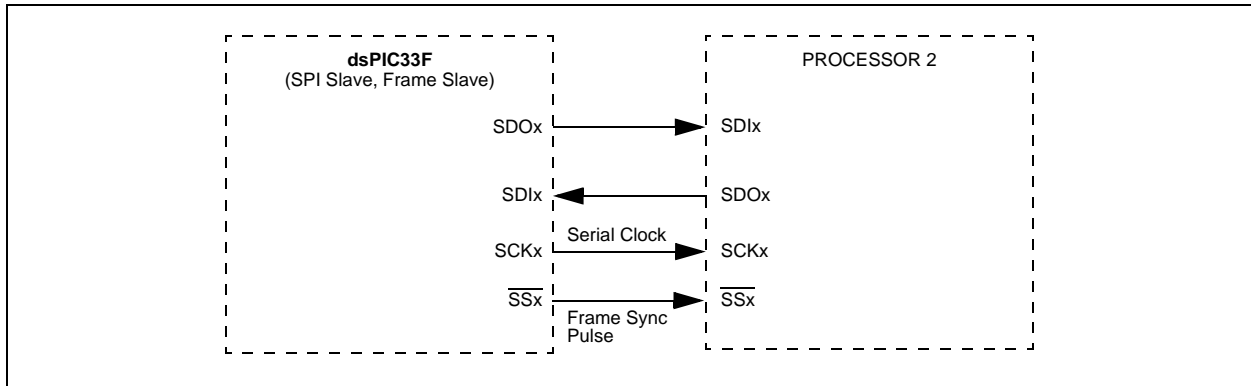 dsPIC33F
(SPI Slave, Frame Slave)
PROCESSOR 2
SDOx
SDIx
SDIx
SDOx
Serial Clock
SCKx
SCKx
SSx
SSx
Frame Sync
Pulse